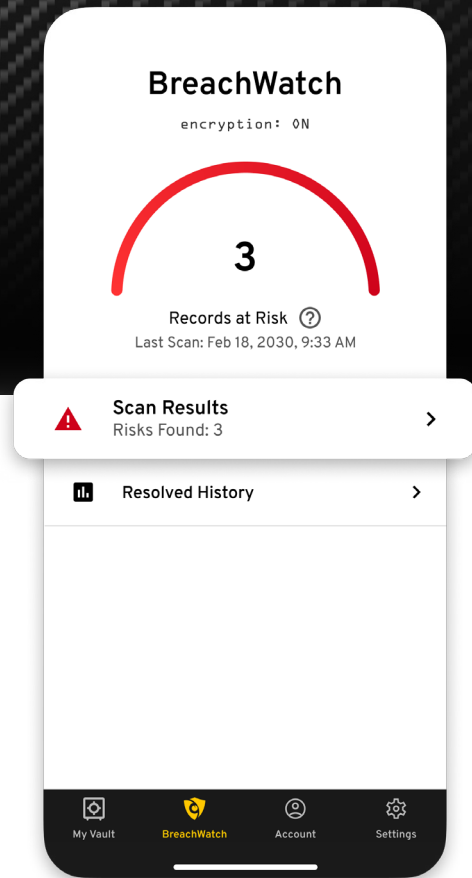 BreachWatch
encryption: ON
3
Records at Risk ?
Last Scan: Feb 18, 2030, 9:33 AM
Scan Results
Risks Found: 3
Resolved History
My Vault BreachWatch Account Settings